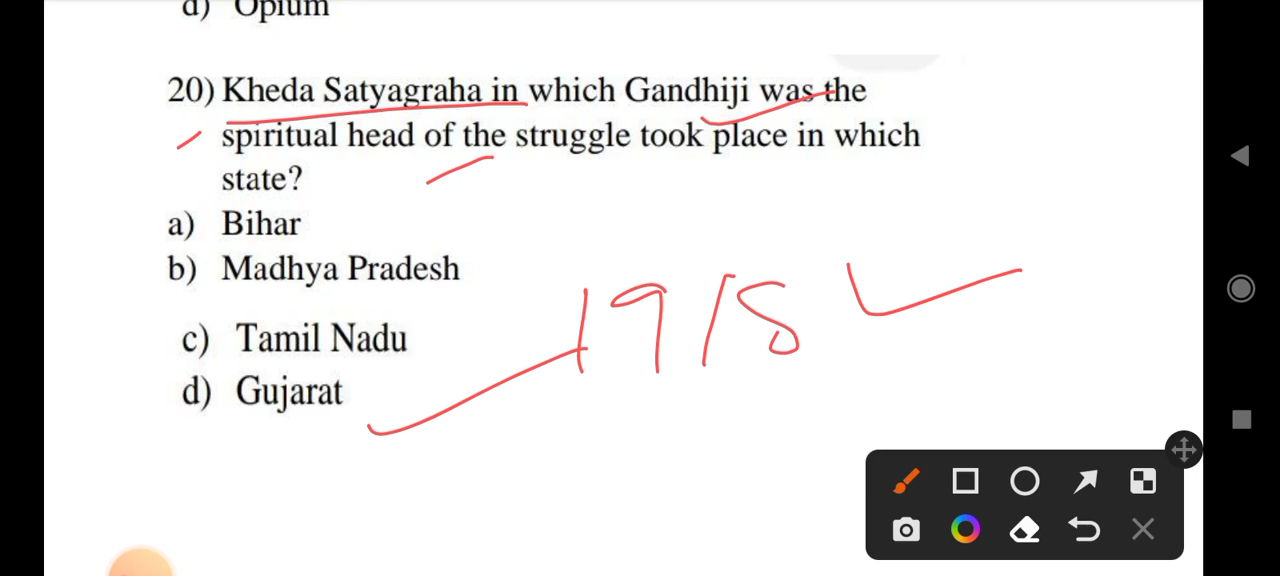 d) Opium
20) Kheda Satyagraha in which Gandhiji was the
spiritual head of the struggle took place in which
state?
a) Bihar
b) Madhya Pradesh
c) Tamil Nadu
d) Gujarat
1918